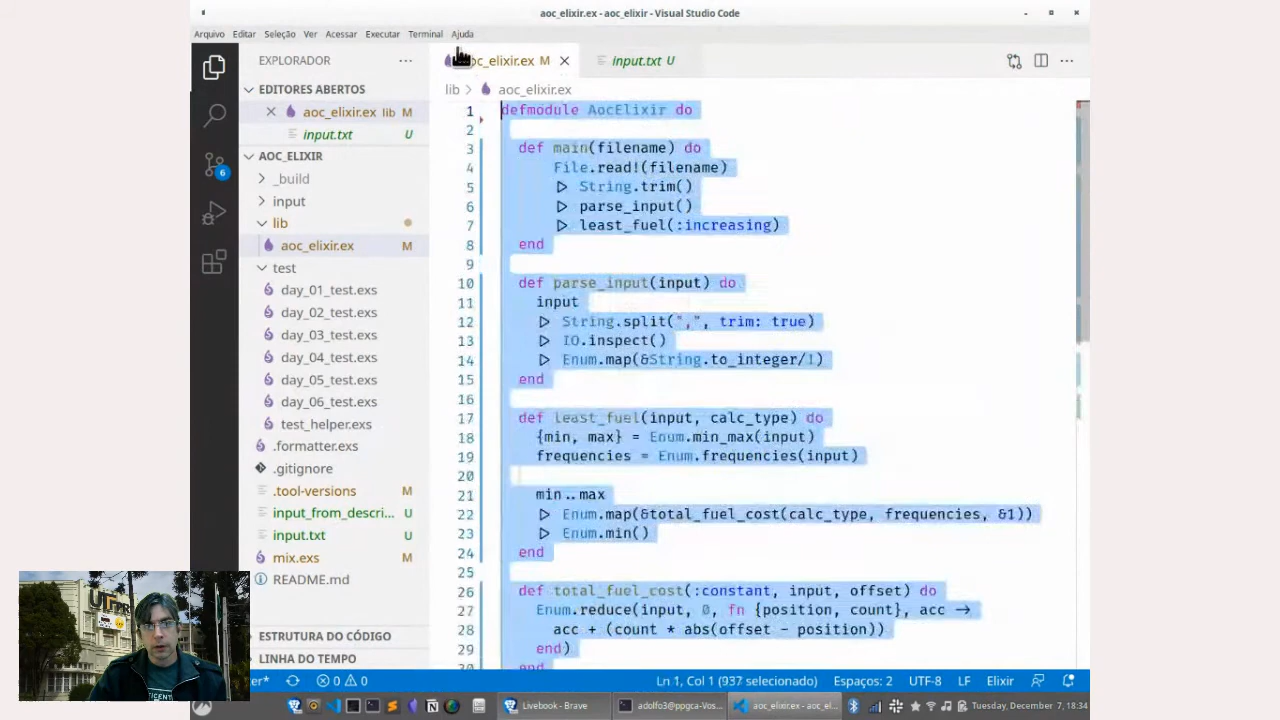 aoc_elixir.ex - aoc_elixir - Visual Studio Code
Arquivo Editar Seleção Ver Acessar Executar Terminal Ajuda
EXPLORADOR
EDITORES ABERTOS
aoc_elixir.ex lib M
input.txt U
AOC_ELIXIR
_build
input
lib
aoc_elixir.ex M
test
day_01_test.exs
day_02_test.exs
day_03_test.exs
day_04_test.exs
day_05_test.exs
day_06_test.exs
test_helper.exs
.formatter.exs
.gitignore
.tool-versions M
input_from_descri... U
input.txt U
mix.exs M
README.md
ESTRUTURA DO CÓDIGO
LINHA DO TEMPO
6
oc_elixir.ex M input.txt U
lib > aoc_elixir.ex
1 defmodule AocElixir do
2
3 def main(filename) do
4 File.read!(filename)
5 |> String.trim()
6 |> parse_input()
7 |> least_fuel(:increasing)
8 end
9
10 def parse_input(input) do
11 input
12 |> String.split(",", trim: true)
13 |> IO.inspect()
14 |> Enum.map(&String.to_integer/1)
15 end
16
17 def least_fuel(input, calc_type) do
18 {min, max} = Enum.min_max(input)
19 frequencies = Enum.frequencies(input)
20
21 min..max
22 |> Enum.map(&total_fuel_cost(calc_type, frequencies, &1))
23 |> Enum.min()
24 end
25
26 def total_fuel_cost(:constant, input, offset) do
27 Enum.reduce(input, 0, fn {position, count}, acc ->
28 acc + (count * abs(offset - position))
29 end)
30 end
er* 0 0 Ln 1, Col 1 (937 selecionado) Espaços: 2 UTF-8 LF Elixir
Livebook - Brave adolfo3@ppgca-Vos... aoc_elixir.ex - aoc_el... Tuesday, December 7, 18:34